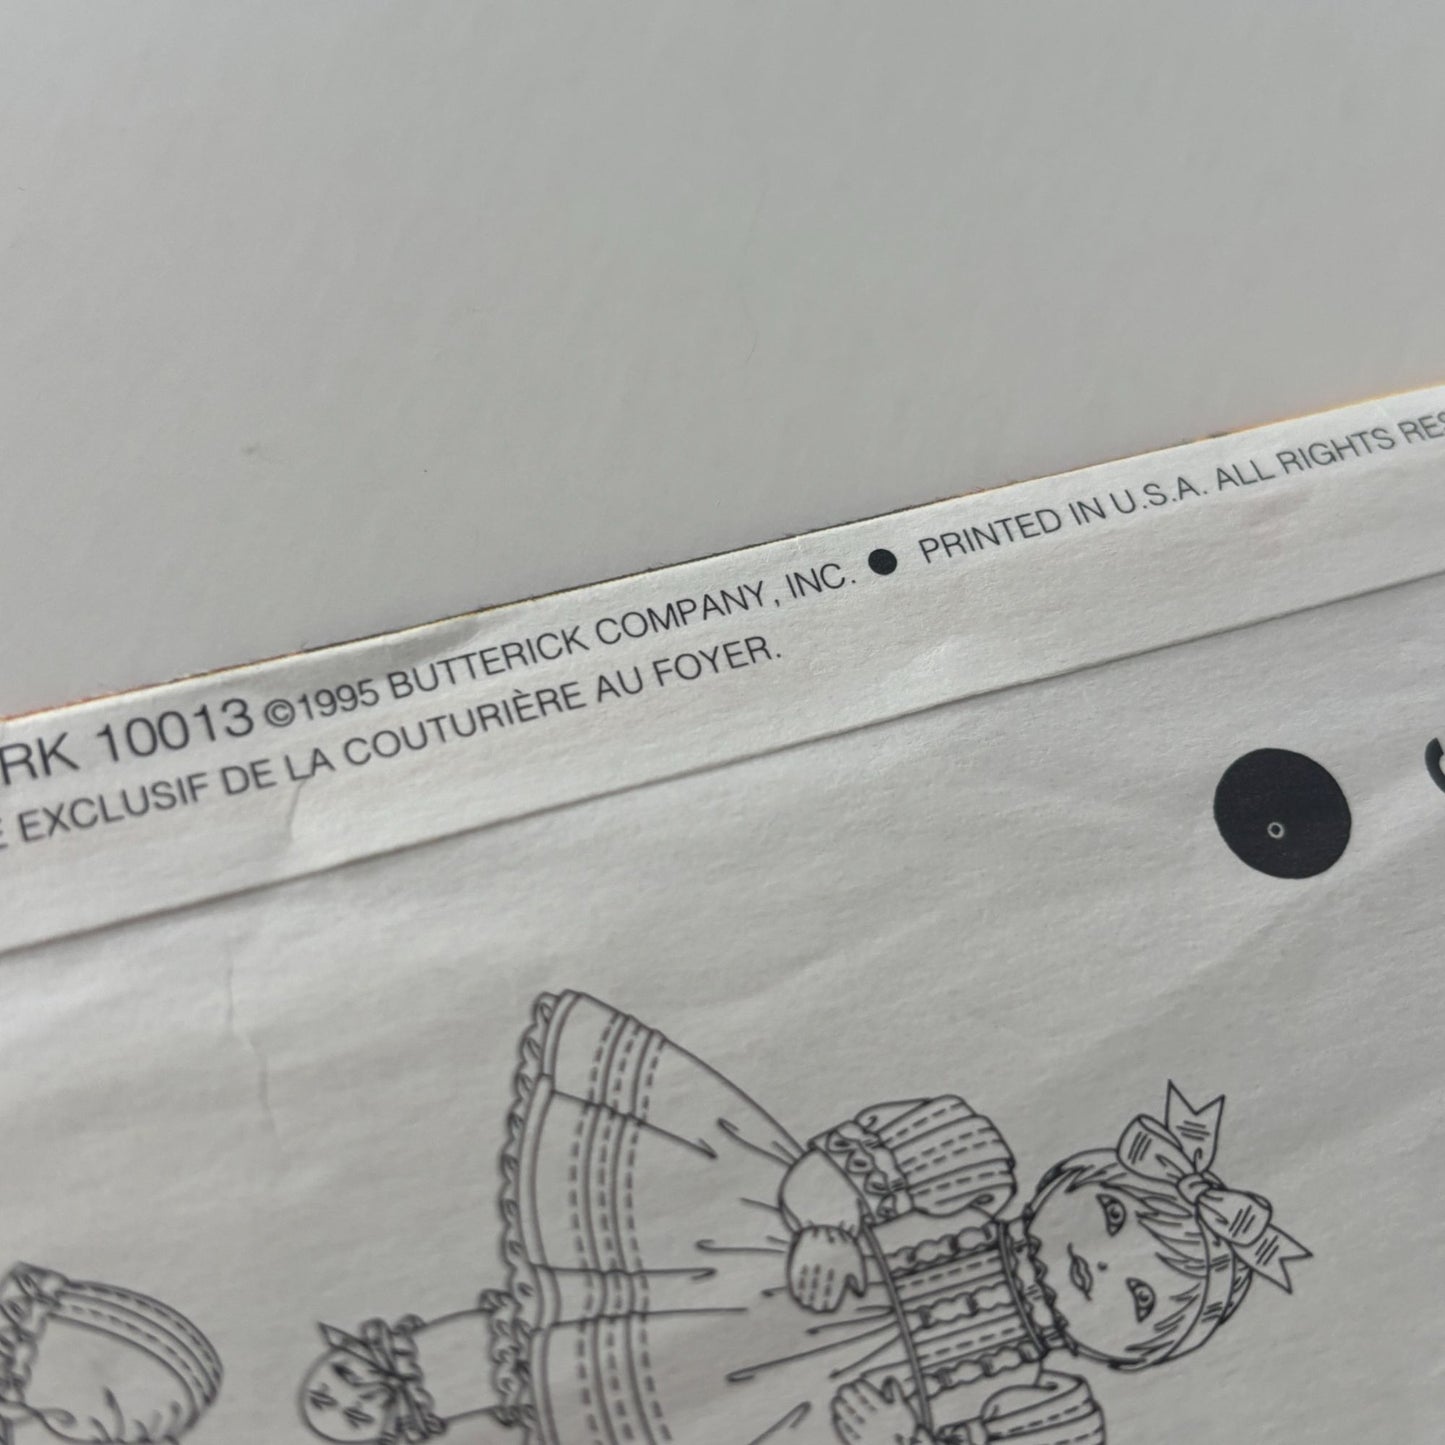 RK 10013 ©1995 BUTTERICK COMPANY, INC. ● PRINTED IN U.S.A. ALL RIGHTS RES
EXCLUSIF DE LA COUTURIÈRE AU FOYER.